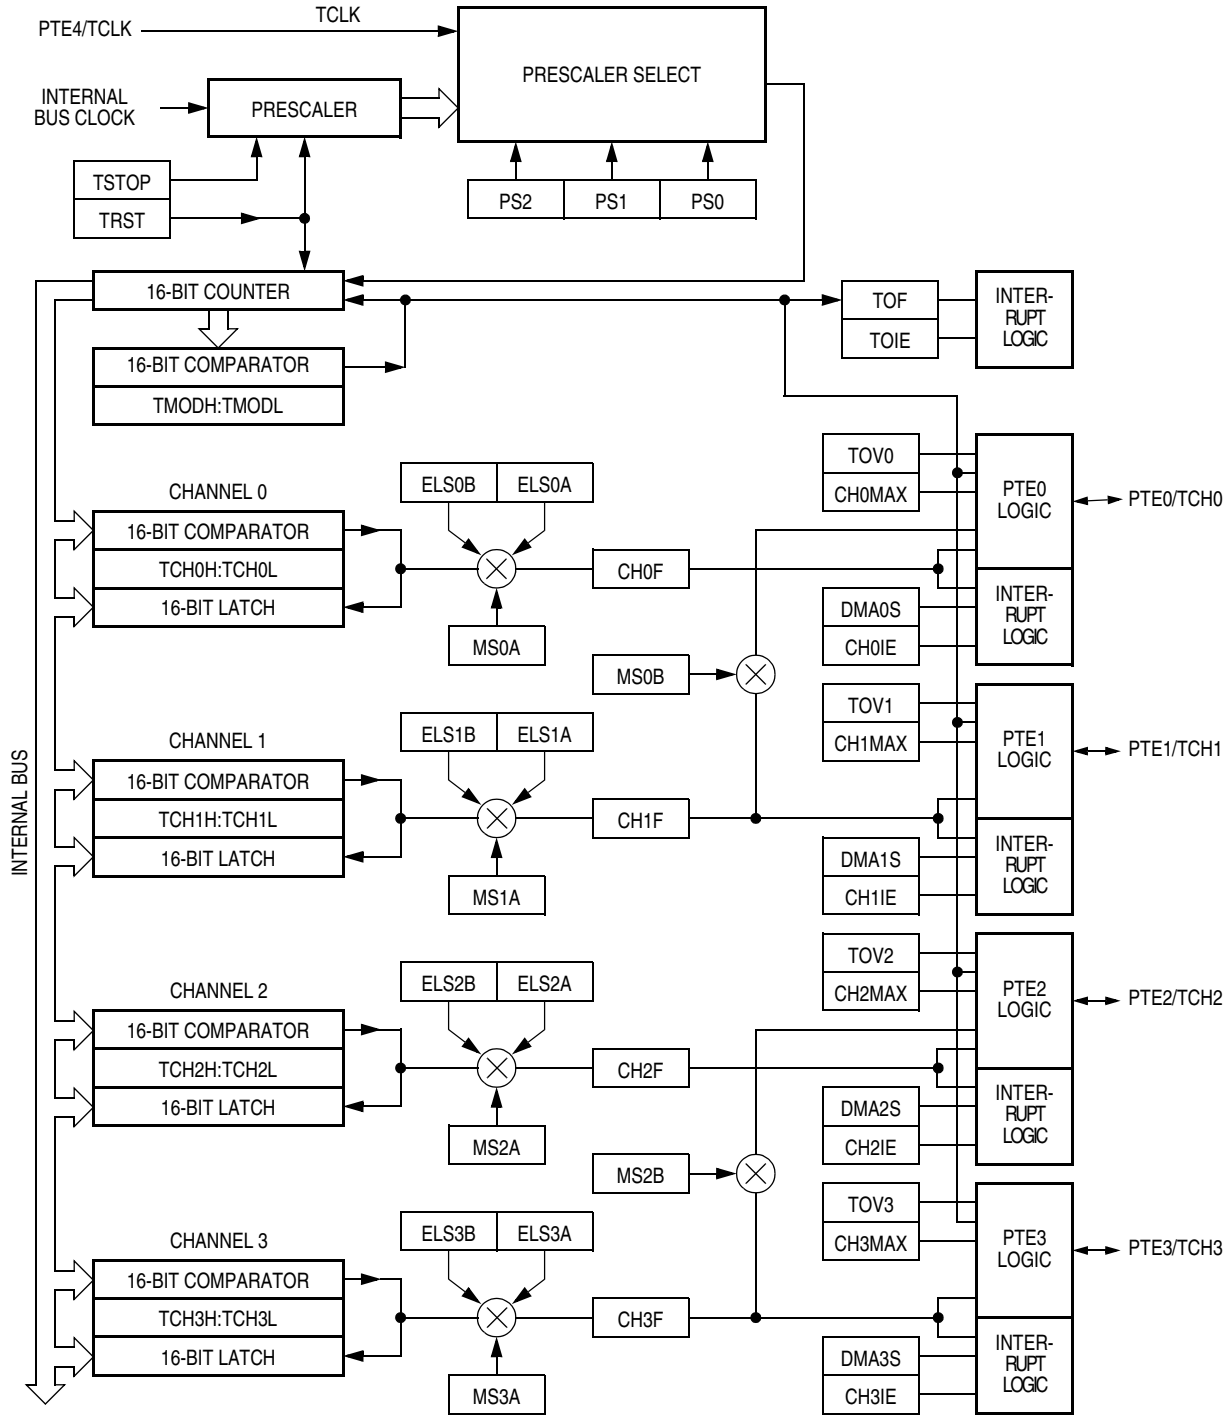 TCLK
PTE4/TCLK
PRESCALER SELECT
INTERNAL
BUS CLOCK
PRESCALER
TSTOP
TRST
PS2
PS1
PS0
16-BIT COUNTER
TOF
TOIE
INTER-
RUPT
LOGIC
16-BIT COMPARATOR
TMODH:TMODL
INTERNAL BUS
CHANNEL 0
16-BIT COMPARATOR
TCH0H:TCH0L
16-BIT LATCH
ELS0B
ELS0A
MS0A
CH0F
MS0B
TOV0
CH0MAX
PTE0
LOGIC
PTE0/TCH0
DMA0S
CH0IE
INTER-
RUPT
LOGIC
CHANNEL 1
16-BIT COMPARATOR
TCH1H:TCH1L
16-BIT LATCH
ELS1B
ELS1A
MS1A
CH1F
TOV1
CH1MAX
PTE1
LOGIC
PTE1/TCH1
DMA1S
CH1IE
INTER-
RUPT
LOGIC
CHANNEL 2
16-BIT COMPARATOR
TCH2H:TCH2L
16-BIT LATCH
ELS2B
ELS2A
MS2A
CH2F
MS2B
TOV2
CH2MAX
PTE2
LOGIC
PTE2/TCH2
DMA2S
CH2IE
INTER-
RUPT
LOGIC
CHANNEL 3
16-BIT COMPARATOR
TCH3H:TCH3L
16-BIT LATCH
ELS3B
ELS3A
MS3A
CH3F
TOV3
CH3MAX
PTE3
LOGIC
PTE3/TCH3
DMA3S
CH3IE
INTER-
RUPT
LOGIC